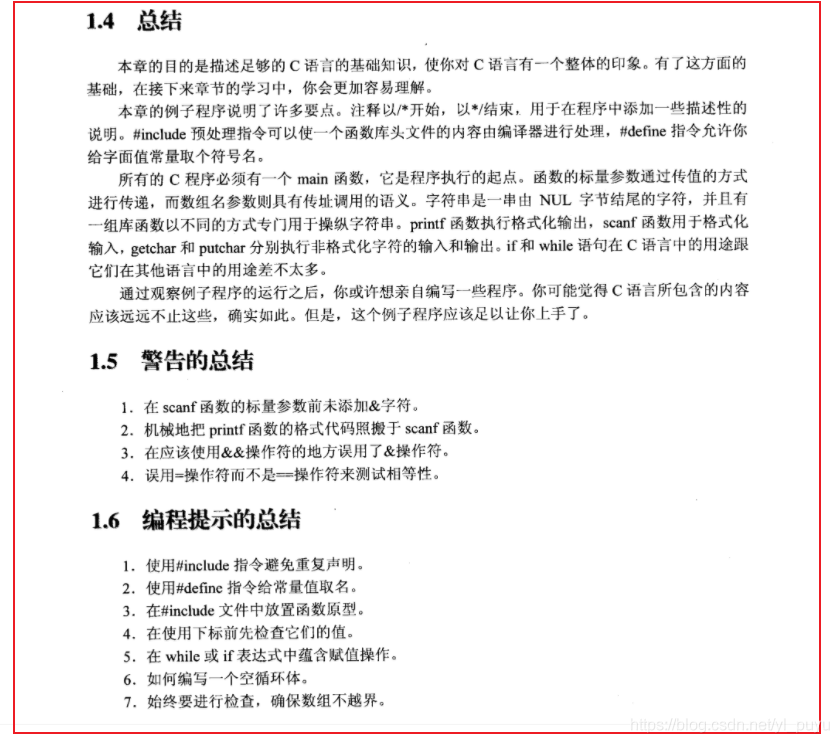 1.4 总结
本章的目的是描述足够的 C 语言的基础知识，使你对 C 语言有一个整体的印象。有了这方面的
基础，在接下来章节的学习中，你会更加容易理解。
本章的例子程序说明了许多要点。注释以/*开始，以*/结束，用于在程序中添加一些描述性的
说明。#include 预处理指令可以使一个函数库头文件的内容由编译器进行处理，#define 指令允许你
给字面值常量取个符号名。
所有的 C 程序必须有一个 main 函数，它是程序执行的起点。函数的标量参数通过传值的方式
进行传递，而数组名参数则具有传址调用的语义。字符串是一串由 NUL 字节结尾的字符，并且有
一组库函数以不同的方式专门用于操纵字符串。printf 函数执行格式化输出，scanf 函数用于格式化
输入，getchar 和 putchar 分别执行非格式化字符的输入和输出。if 和 while 语句在 C 语言中的用途跟
它们在其他语言中的用途差不太多。
通过观察例子程序的运行之后，你或许想亲自编写一些程序。你可能觉得 C 语言所包含的内容
应该远远不止这些，确实如此。但是，这个例子程序应该足以让你上手了。
1.5 警告的总结
1．在 scanf 函数的标量参数前未添加&字符。
2．机械地把 printf 函数的格式代码照搬于 scanf 函数。
3．在应该使用&&操作符的地方误用了&操作符。
4．误用=操作符而不是==操作符来测试相等性。
1.6 编程提示的总结
1．使用#include 指令避免重复声明。
2．使用#define 指令给常量值取名。
3．在#include 文件中放置函数原型。
4．在使用下标前先检查它们的值。
5．在 while 或 if 表达式中蕴含赋值操作。
6．如何编写一个空循环体。
7．始终要进行检查，确保数组不越界。
https://blog.csdn.net/yi_puyu